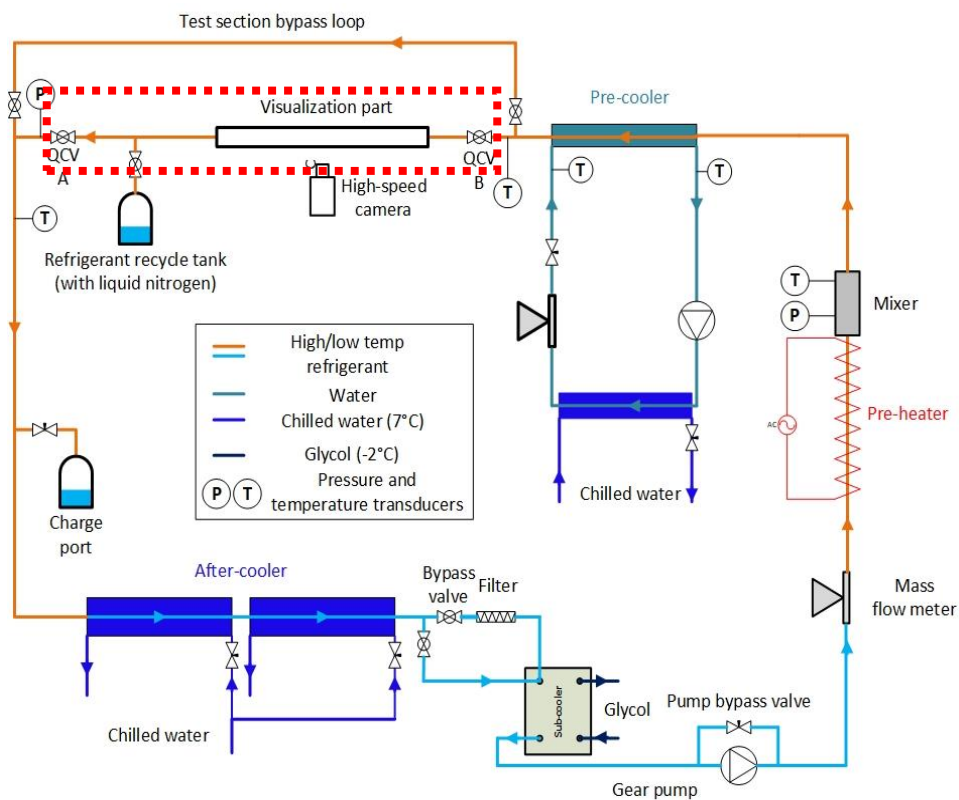 Test section bypass loop
P
Visualization part
Pre-cooler
QCV
A
QCV
B
T
T
T
High-speed
camera
T
Refrigerant recycle tank
(with liquid nitrogen)
T
P
Mixer
High/low temp
refrigerant
Water
Chilled water (7°C)
Glycol (-2°C)
P T
Pressure and
temperature transducers
AC
Pre-heater
Chilled water
Charge
port
After-cooler
Bypass
valve
Filter
Mass
flow meter
Sub-cooler
Glycol
Pump bypass valve
Chilled water
Gear pump